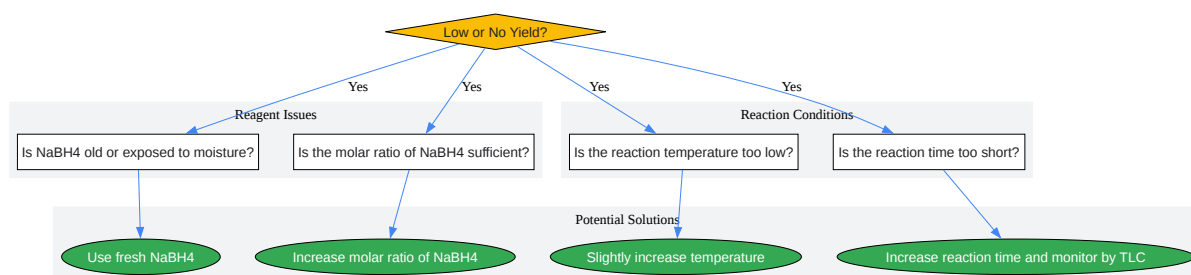 Low or No Yield?
Yes
Yes
Yes
Yes
Reagent Issues
Reaction Conditions
Is NaBH4 old or exposed to moisture?
Is the molar ratio of NaBH4 sufficient?
Is the reaction temperature too low?
Is the reaction time too short?
Potential Solutions
Use fresh NaBH4
Increase molar ratio of NaBH4
Slightly increase temperature
Increase reaction time and monitor by TLC